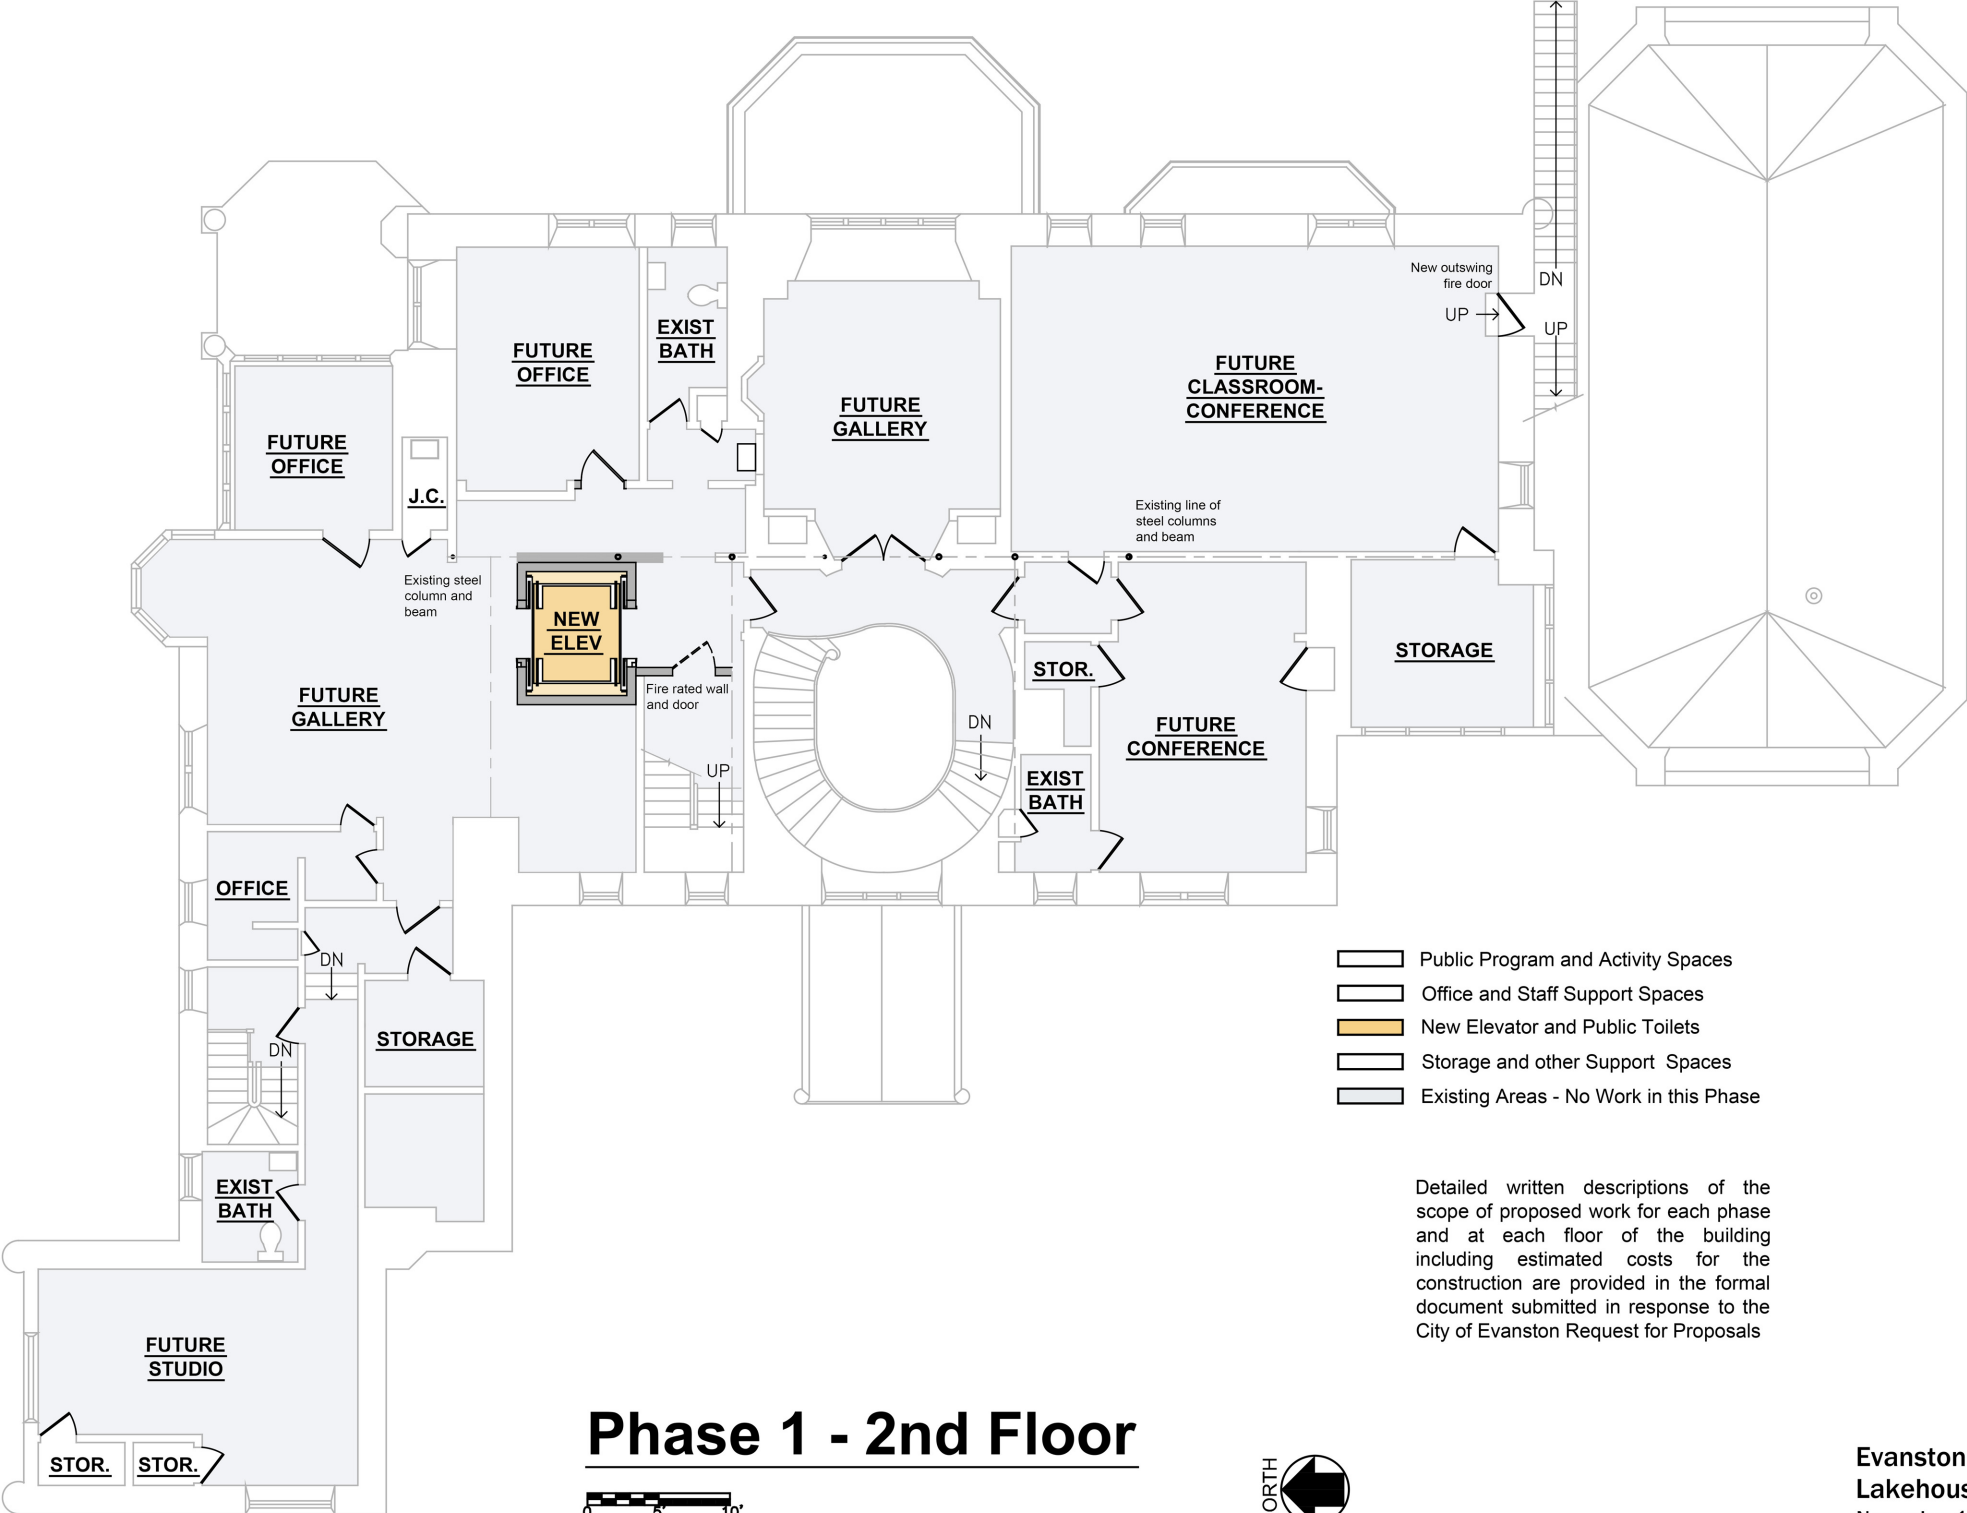 New outswing
fire door
DN
UP
UP
EXIST
BATH
FUTURE
OFFICE
FUTURE
CLASSROOM-
CONFERENCE
FUTURE
GALLERY
FUTURE
OFFICE
J.C.
Existing line of
steel columns
and beam
Existing steel
column and
beam
NEW
ELEV
STORAGE
STOR.
FUTURE
GALLERY
Fire rated wall
and door
DN
FUTURE
CONFERENCE
UP
EXIST
BATH
OFFICE
DN
STORAGE
DN
EXIST
BATH
FUTURE
STUDIO
STOR.
STOR.
Public Program and Activity Spaces
Office and Staff Support Spaces
New Elevator and Public Toilets
Storage and other Support Spaces
Existing Areas - No Work in this Phase
Detailed written descriptions of the
scope of proposed work for each phase
and at each floor of the building
including estimated costs for the
construction are provided in the formal
document submitted in response to the
City of Evanston Request for Proposals
Phase 1 - 2nd Floor
0 5' 10'
ORTH
Evanston
Lakehous